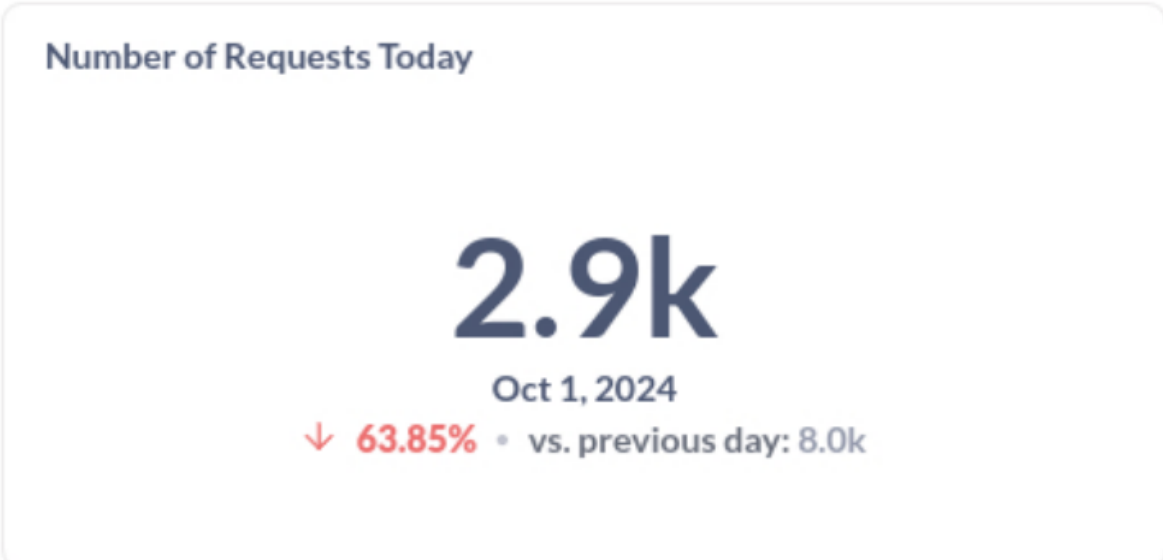 Number of Requests Today
2.9k
Oct 1, 2024
↓ 63.85% • vs. previous day: 8.0k